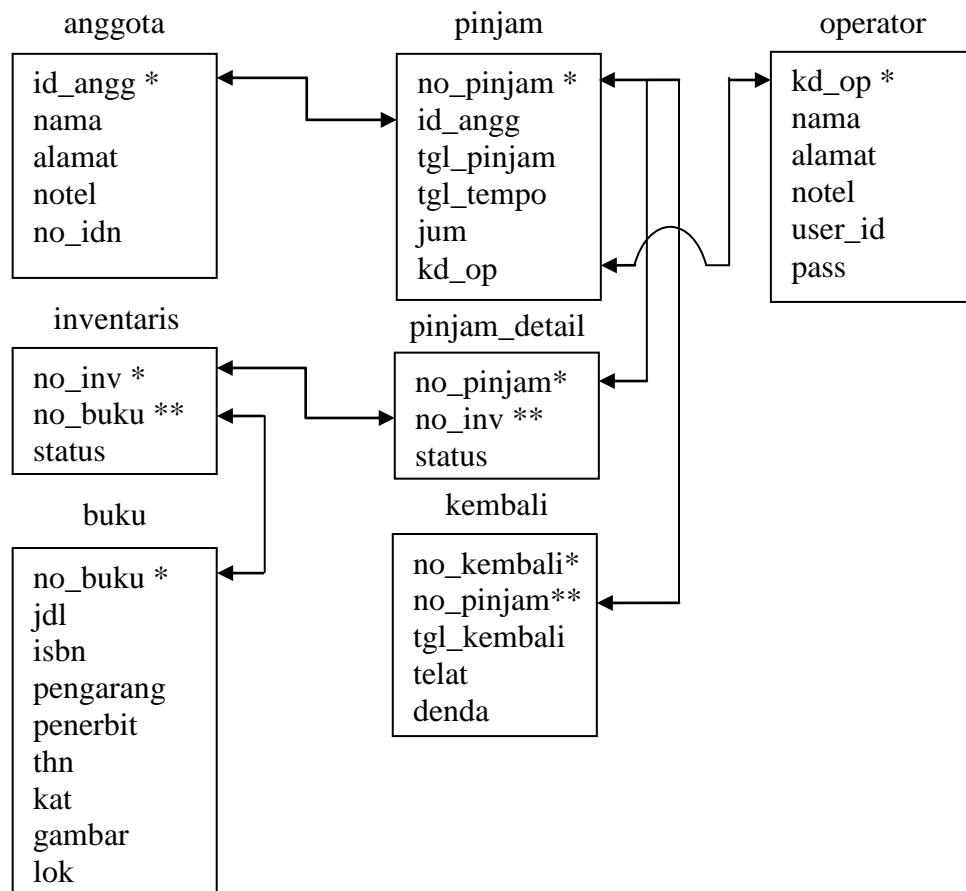 anggota
id_angg *
nama
alamat
notel
no_idn
pinjam
no_pinjam *
id_angg
tgl_pinjam
tgl_tempo
jum
kd_op
operator
kd_op *
nama
alamat
notel
user_id
pass
inventaris
no_inv *
no_buku **
status
pinjam_detail
no_pinjam*
no_inv **
status
buku
no_buku *
jdl
isbn
pengarang
penerbit
thn
kat
gambar
lok
kembali
no_kembali*
no_pinjam**
tgl_kembali
telat
denda